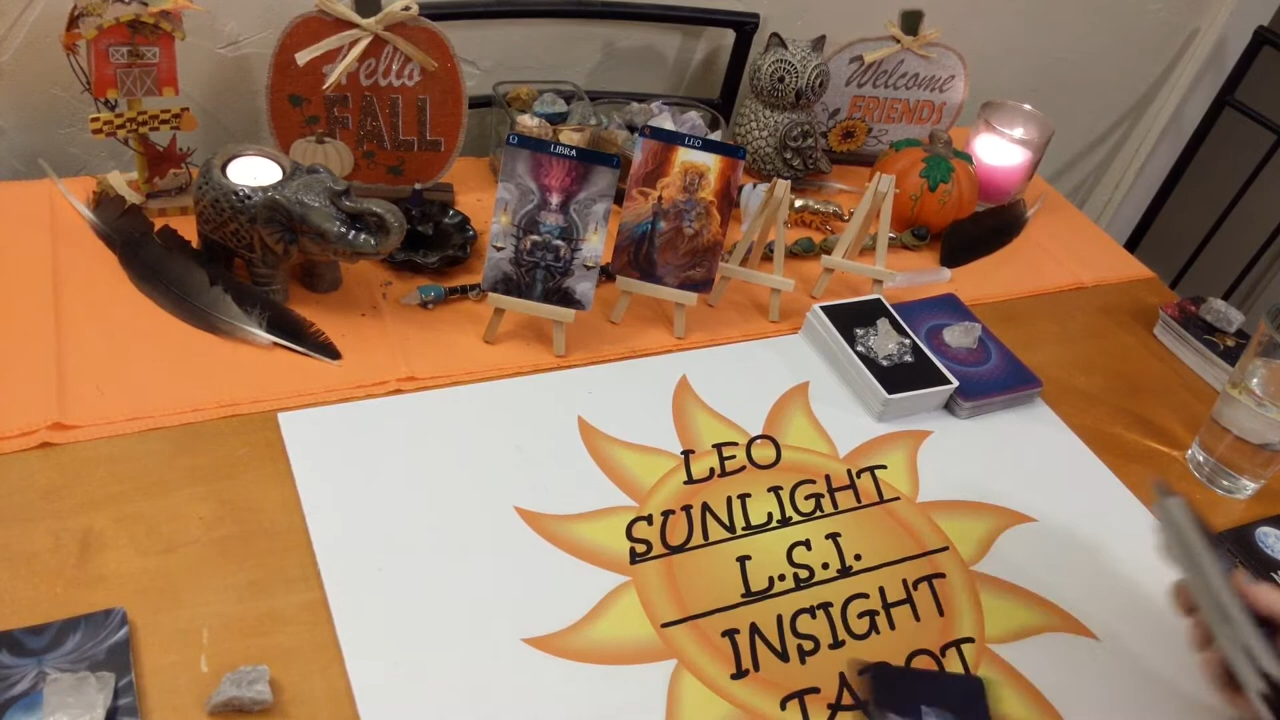 Hello
FALL
Welcome
FRIENDS
LIBRA
LEO
LEO
SUNLIGHT
L.S.I.
INSIGHT